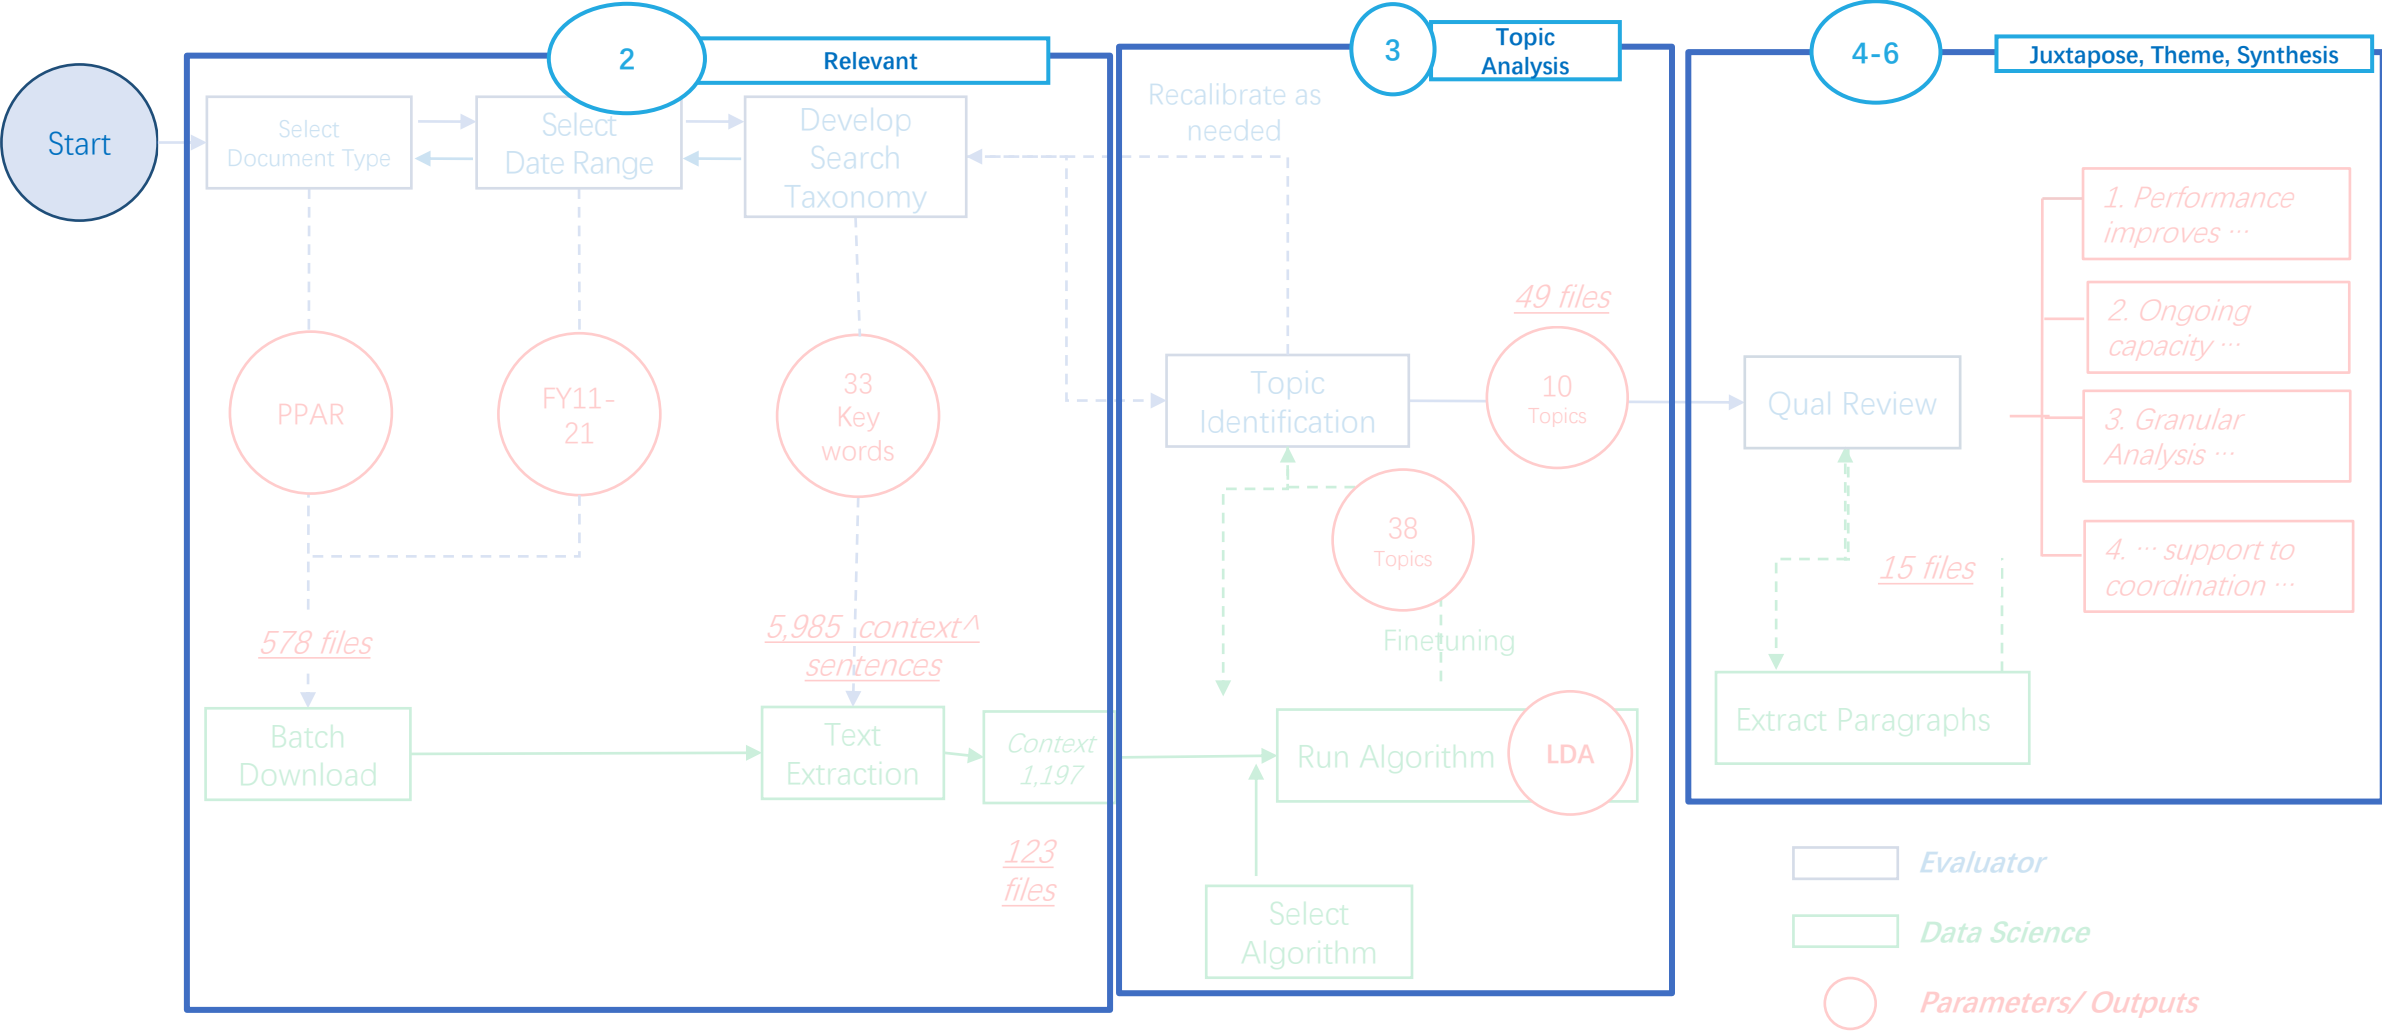 2
Relevant
3
Topic
Analysis
4-6
Juxtapose, Theme, Synthesis
Start
Select
Document Type
Select
Date Range
Develop
Search
Taxonomy
Recalibrate as
needed
PPAR
FY11-
21
33
Key
words
578 files
5,985 context^
sentences
Batch
Download
Text
Extraction
Context
1,197
123
files
Topic
Identification
49 files
10
Topics
38
Topics
Finetuning
Run Algorithm
LDA
Select
Algorithm
Qual Review
15 files
Extract Paragraphs
1. Performance
improves ...
2. Ongoing
capacity ...
3. Granular
Analysis ...
4. ... support to
coordination ...
Evaluator
Data Science
Parameters/ Outputs